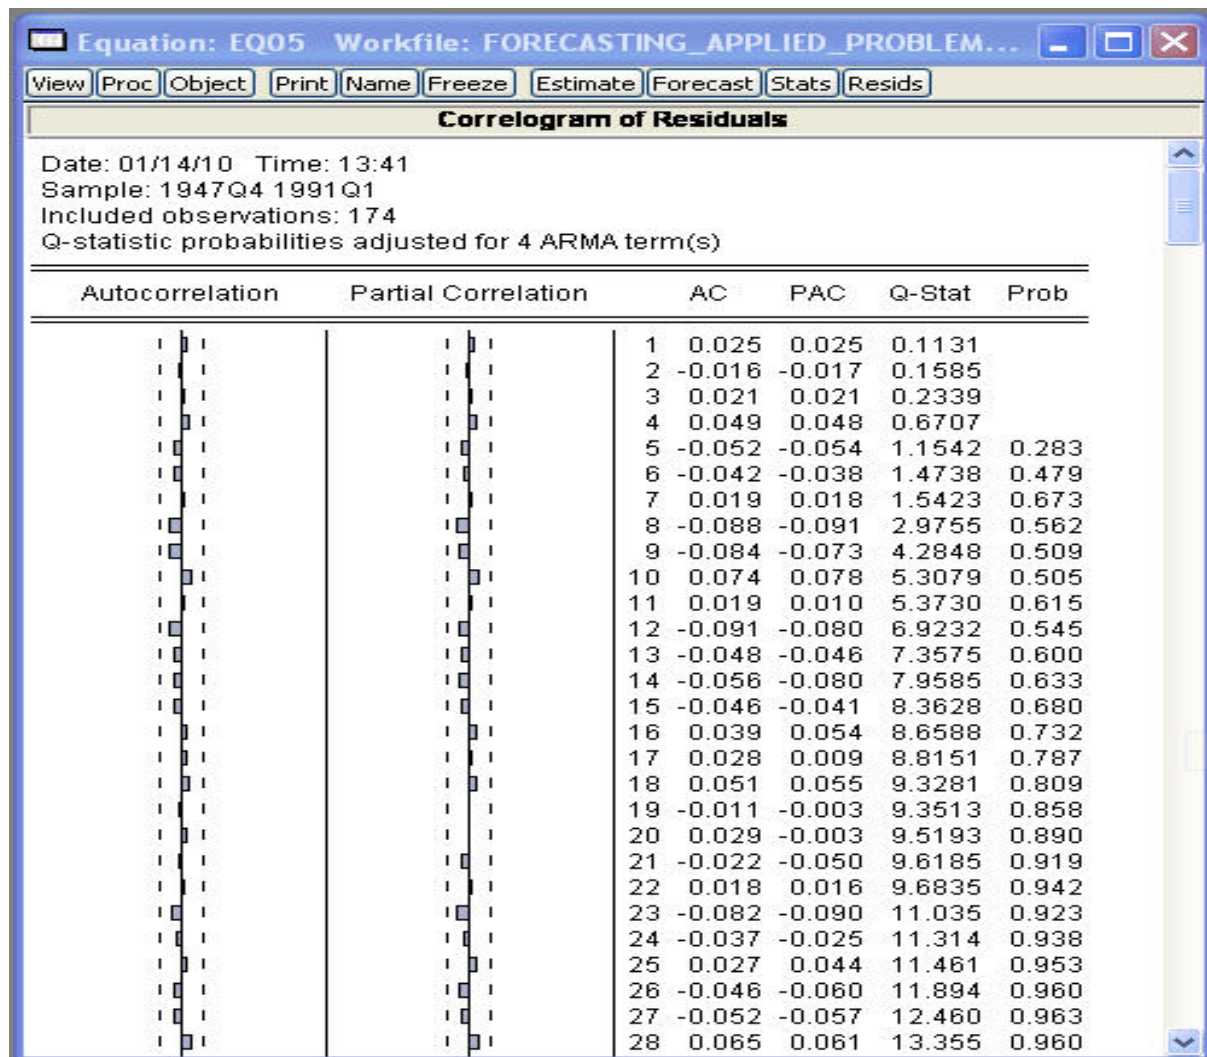 Equation: EQ05 Workfile: FORECASTING_APPLIED_PROBLEM...
View Proc Object Print Name Freeze Estimate Forecast Stats Resids
Correlogram of Residuals
Date: 01/14/10 Time: 13:41
Sample: 1947Q4 1991Q1
Included observations: 174
Q-statistic probabilities adjusted for 4 ARMA term(s)
Autocorrelation Partial Correlation AC PAC Q-Stat Prob
1 0.025 0.025 0.1131
2 -0.016 -0.017 0.1585
3 0.021 0.021 0.2339
4 0.049 0.048 0.6707
5 -0.052 -0.054 1.1542 0.283
6 -0.042 -0.038 1.4738 0.479
7 0.019 0.018 1.5423 0.673
8 -0.088 -0.091 2.9755 0.562
9 -0.084 -0.073 4.2848 0.509
10 0.074 0.078 5.3079 0.505
11 0.019 0.010 5.3730 0.615
12 -0.091 -0.080 6.9232 0.545
13 -0.048 -0.046 7.3575 0.600
14 -0.056 -0.080 7.9585 0.633
15 -0.046 -0.041 8.3628 0.680
16 0.039 0.054 8.6588 0.732
17 0.028 0.009 8.8151 0.787
18 0.051 0.055 9.3281 0.809
19 -0.011 -0.003 9.3513 0.858
20 0.029 -0.003 9.5193 0.890
21 -0.022 -0.050 9.6185 0.919
22 0.018 0.016 9.6835 0.942
23 -0.082 -0.090 11.035 0.923
24 -0.037 -0.025 11.314 0.938
25 0.027 0.044 11.461 0.953
26 -0.046 -0.060 11.894 0.960
27 -0.052 -0.057 12.460 0.963
28 0.065 0.061 13.355 0.960